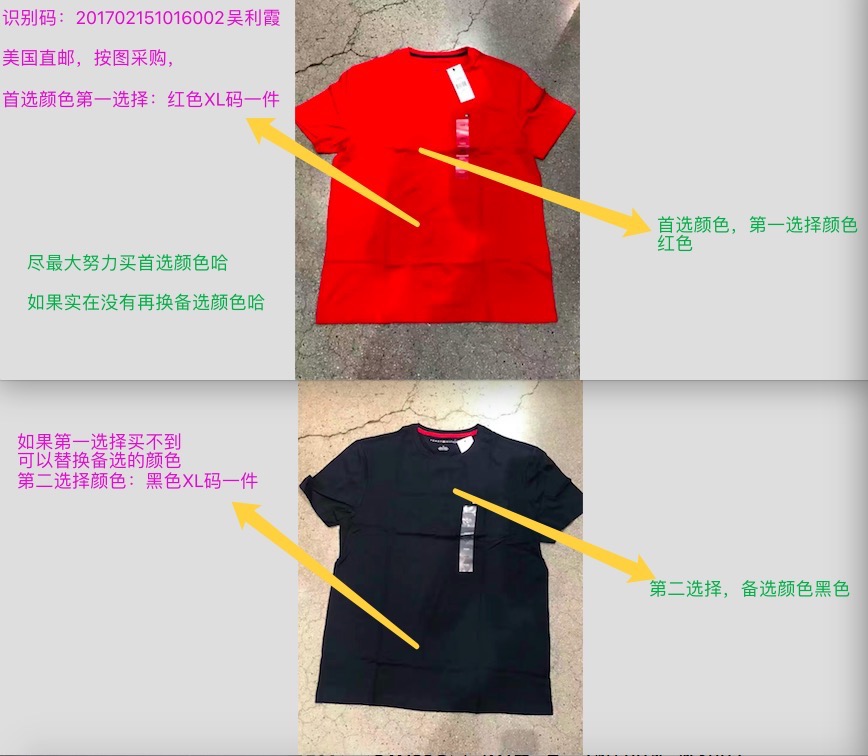 识别码：201702151016002吴利霞
美国直邮，按图采购，
首选颜色第一选择：红色XL码一件
首选颜色，第一选择颜色
红色
尽最大努力买首选颜色哈
如果实在没有再换备选颜色哈
如果第一选择买不到
可以替换备选的颜色
第二选择颜色：黑色XL码一件
第二选择，备选颜色黑色